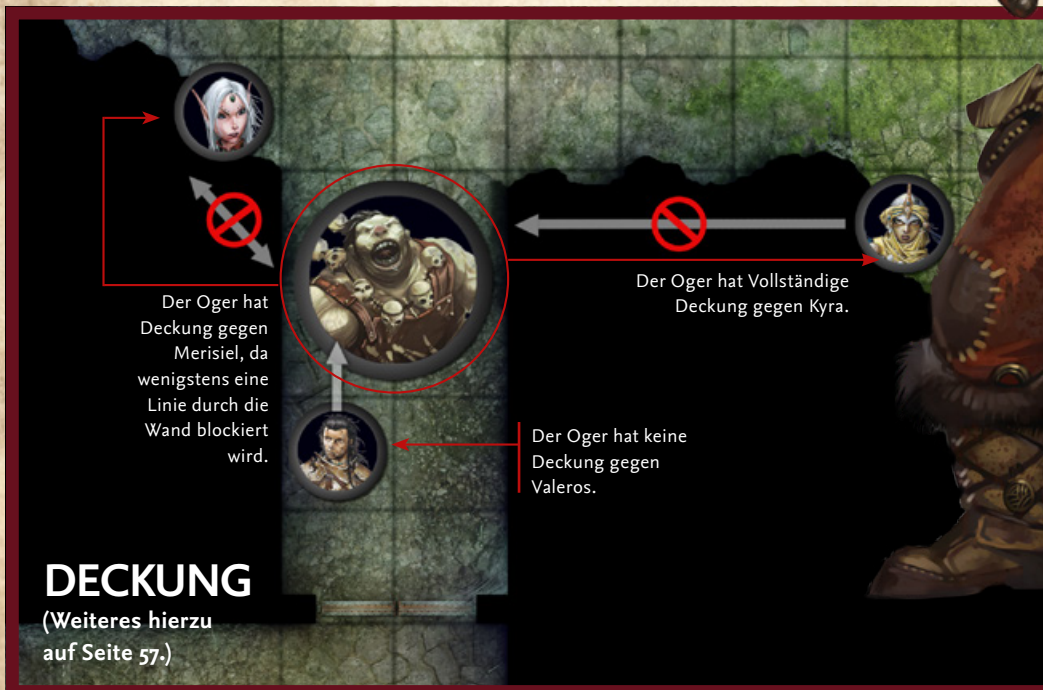 Der Oger hat
Deckung gegen
Merisiel, da
wenigstens eine
Linie durch die
Wand blockiert
wird.
Der Oger hat Vollständige
Deckung gegen Kyra.
Der Oger hat keine
Deckung gegen
Valeros.
DECKUNG
(Weiteres hierzu
auf Seite 57.)